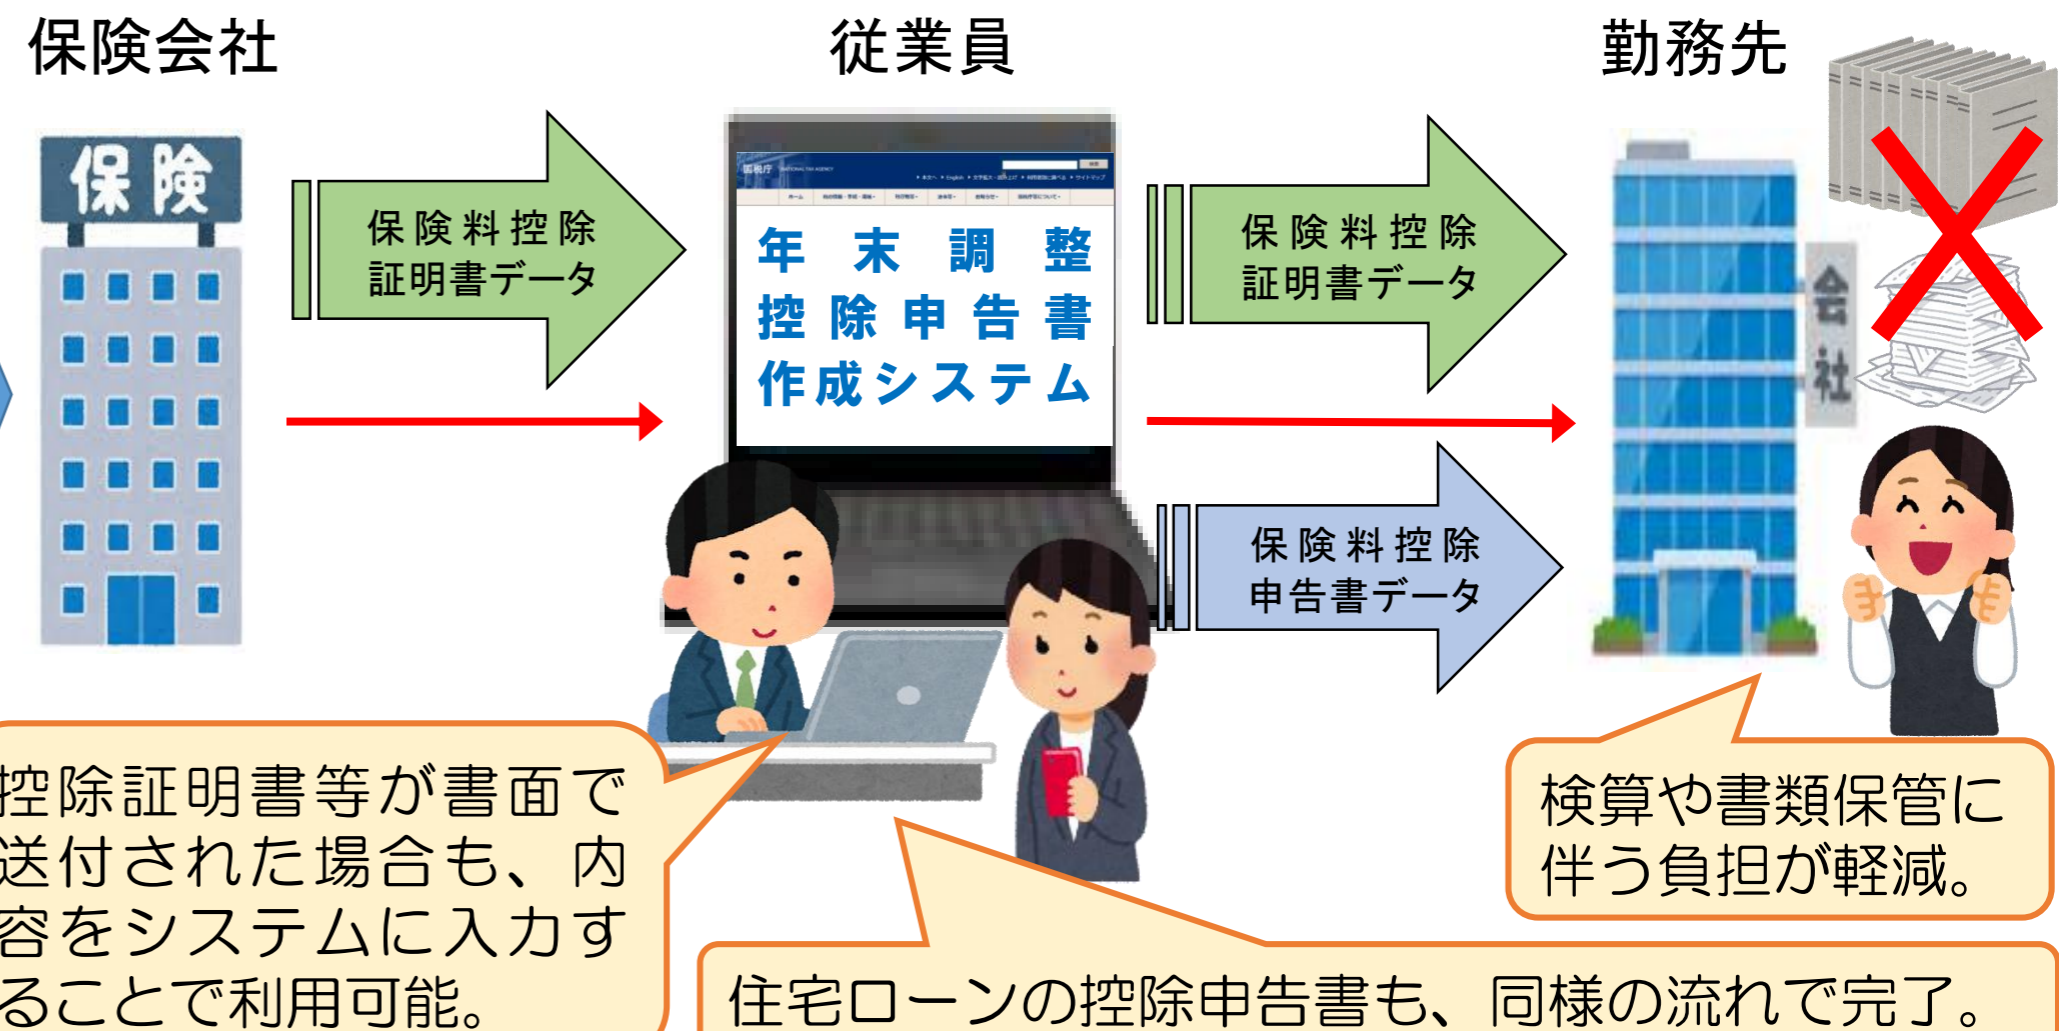 保険会社
従業員
勤務先
保険
保険料控除
証明書データ
国税庁 NATIONAL TAX AGENCY
年末調整
控除申告書
作成システム
保険料控除
証明書データ
会社
保険料控除
申告書データ
控除証明書等が書面で
送付された場合も、内
容をシステムに入力す
ることで利用可能。
検算や書類保管に
伴う負担が軽減。
住宅ローンの控除申告書も、同様の流れで完了。